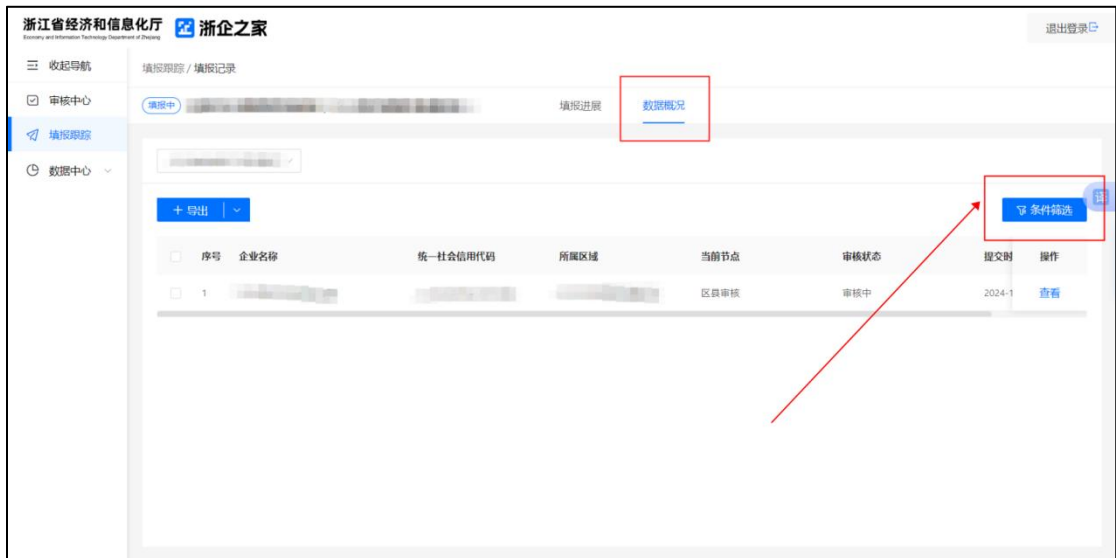 浙江省经济和信息化厅 浙企之家 退出登录
Economy and Information Technology Department of Zhejiang
收起导航 填报跟踪 / 填报记录
审核中心 填报中 填报进展 数据概况
填报跟踪
数据中心
+ 导出 条件筛选
序号 企业名称 统一社会信用代码 所属区域 当前节点 审核状态 提交时 操作
1 区县审核 审核中 2024-1 查看